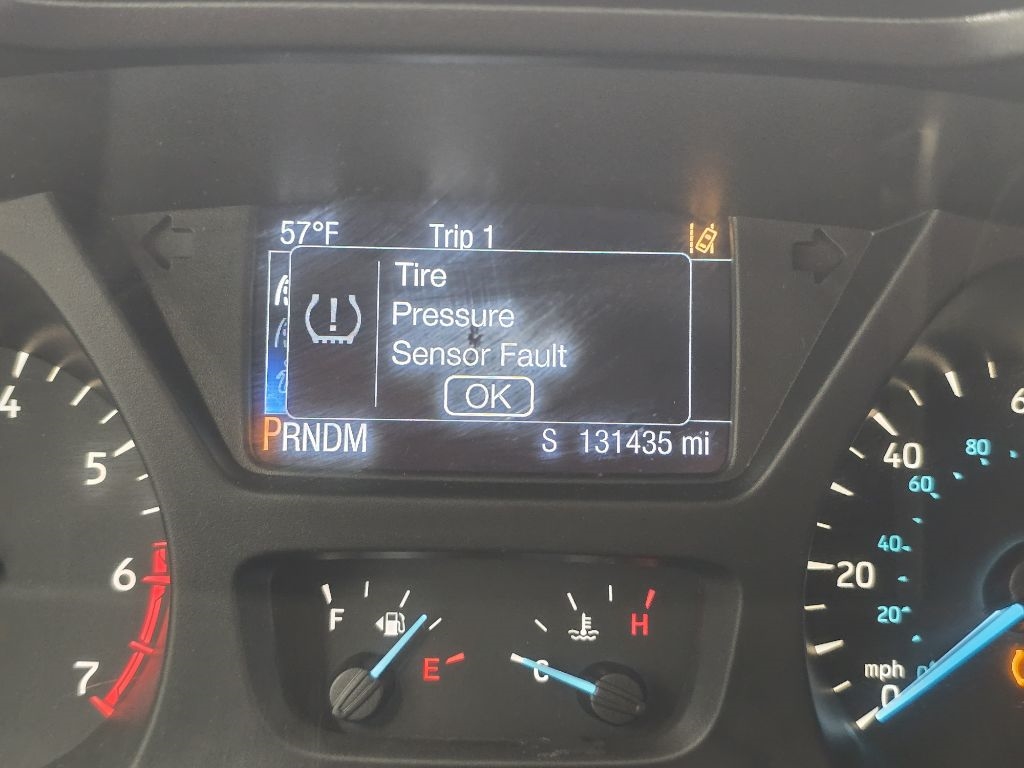 57°F Trip 1
Tire
Pressure
Sensor Fault
OK
PRNDM S 131435 mi
4
5
6
7
F
E
C
H
40
20
0
mph
80
60
40
20